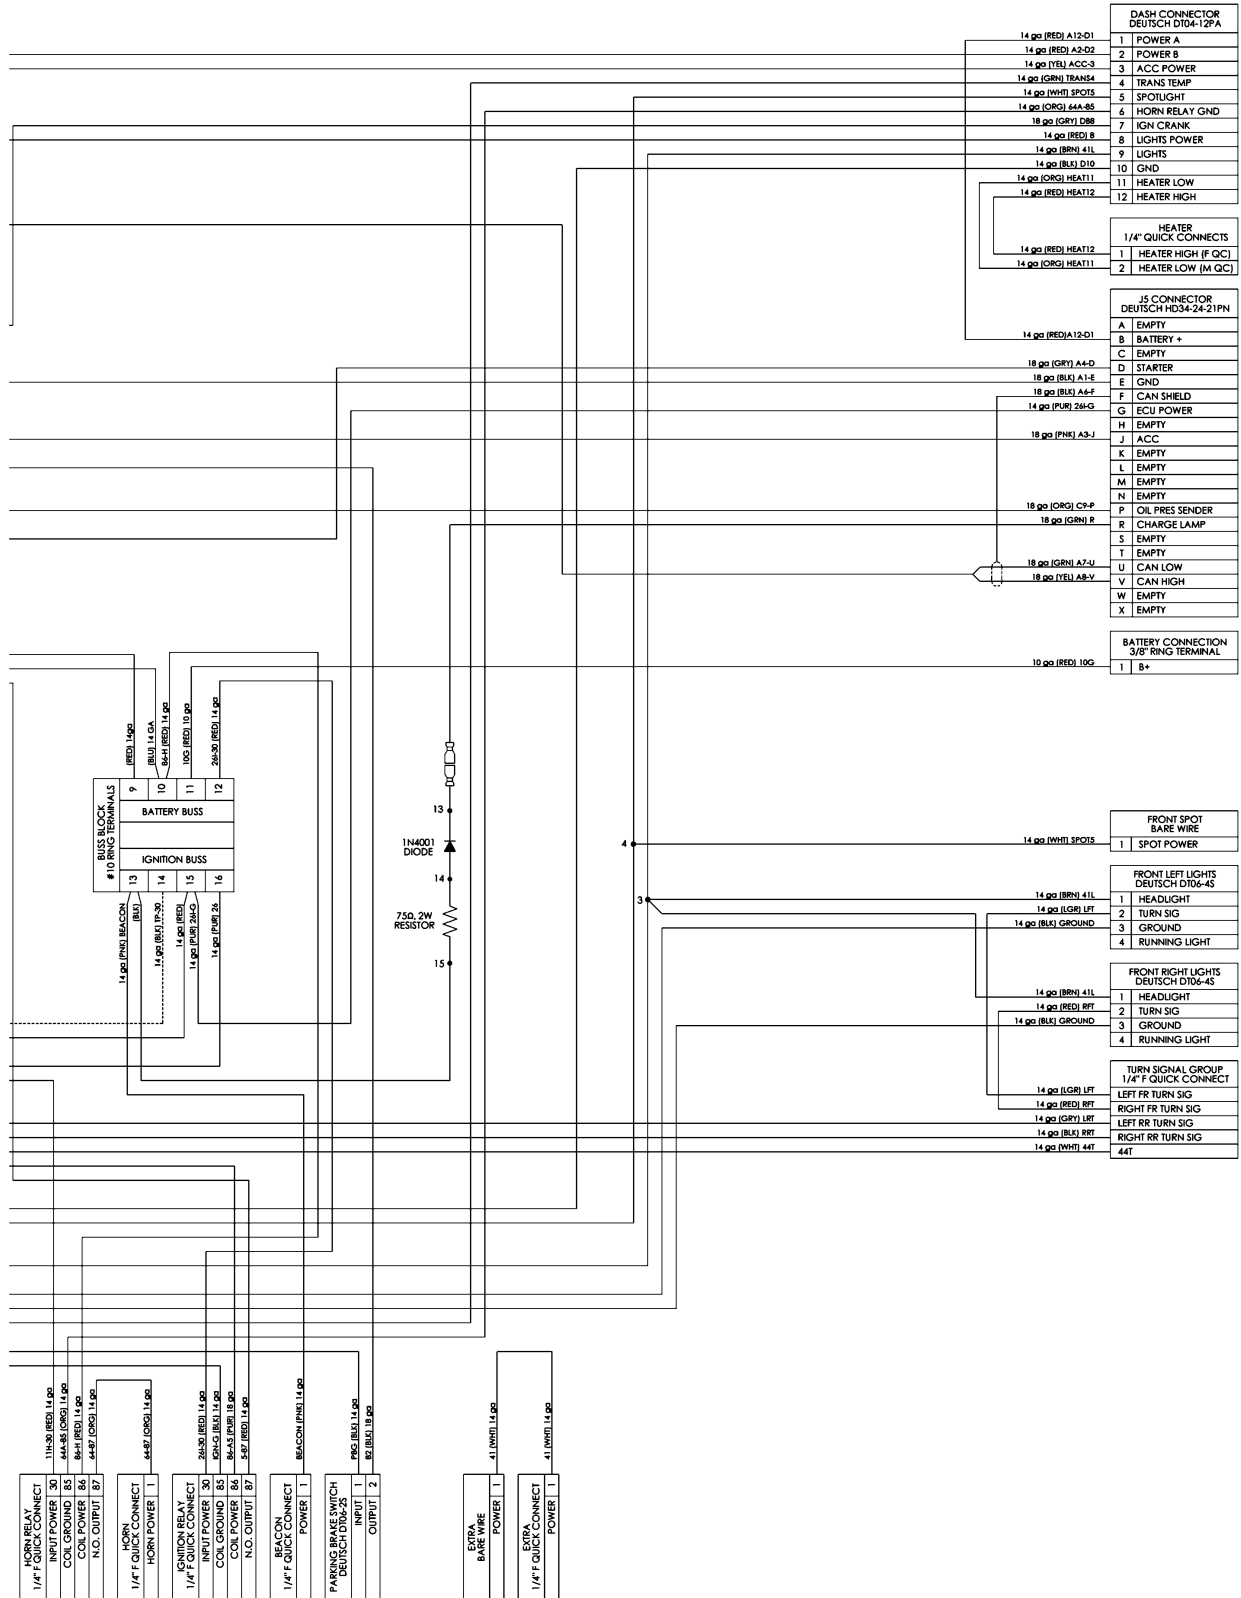 DASH CONNECTOR
DEUTSCH DT04-12PA
14 ga (RED) A12-D1 1 POWER A
14 ga (RED) A2-D2 2 POWER B
14 ga (YEL) ACC-3 3 ACC POWER
14 ga (GRN) TRANS4 4 TRANS TEMP
14 ga (WHT) SPOT5 5 SPOTLIGHT
14 ga (ORG) 64A-85 6 HORN RELAY GND
18 ga (GRY) DB8 7 IGN CRANK
14 ga (RED) 8 8 LIGHTS POWER
14 ga (BRN) 41L 9 LIGHTS
14 ga (BLK) D10 10 GND
14 ga (ORG) HEAT11 11 HEATER LOW
14 ga (RED) HEAT12 12 HEATER HIGH
HEATER
1/4" QUICK CONNECTS
14 ga (RED) HEAT12 1 HEATER HIGH (F QC)
14 ga (ORG) HEAT11 2 HEATER LOW (M QC)
J5 CONNECTOR
DEUTSCH HD34-24-21PN
A EMPTY
14 ga (RED)A12-D1 B BATTERY +
C EMPTY
18 ga (GRY) A4-D D STARTER
18 ga (BLK) A1-E E GND
18 ga (BLK) A6-F F CAN SHIELD
14 ga (PUR) 26I-G G ECU POWER
H EMPTY
18 ga (PNK) A3-J J ACC
K EMPTY
L EMPTY
M EMPTY
N EMPTY
18 ga (ORG) C9-P P OIL PRES SENDER
18 ga (GRN) R R CHARGE LAMP
S EMPTY
T EMPTY
18 ga (GRN) A7-U U CAN LOW
18 ga (YEL) A8-V V CAN HIGH
W EMPTY
X EMPTY
BATTERY CONNECTION
3/8" RING TERMINAL
10 ga (RED) 10G 1 B+
(RED) 14ga
(BLU) 14 GA
86-H (RED) 14 ga
10G (RED) 10 ga
26I-30 (RED) 14 ga
BUSS BLOCK
#10 RING TERMINALS
9 10 11 12
BATTERY BUSS
IGNITION BUSS
13 14 15 16
14 ga (PNK) BEACON
(BLK)
14 ga (BLK) TP-30
14 ga (RED)
14 ga (PUR) 26I-G
14 ga (PUR) 26
13
1N4001
DIODE
14
75Ω, 2W
RESISTOR
15
FRONT SPOT
BARE WIRE
4 14 ga (WHT) SPOT5 1 SPOT POWER
FRONT LEFT LIGHTS
DEUTSCH DT06-4S
3 14 ga (BRN) 41L 1 HEADLIGHT
14 ga (LGR) LFT 2 TURN SIG
14 ga (BLK) GROUND 3 GROUND
4 RUNNING LIGHT
FRONT RIGHT LIGHTS
DEUTSCH DT06-4S
14 ga (BRN) 41L 1 HEADLIGHT
14 ga (RED) RFT 2 TURN SIG
14 ga (BLK) GROUND 3 GROUND
4 RUNNING LIGHT
TURN SIGNAL GROUP
1/4" F QUICK CONNECT
14 ga (LGR) LFT LEFT FR TURN SIG
14 ga (RED) RFT RIGHT FR TURN SIG
14 ga (GRY) LRT LEFT RR TURN SIG
14 ga (BLK) RRT RIGHT RR TURN SIG
14 ga (WHT) 44T 44T
HORN RELAY
1/4" F QUICK CONNECT
INPUT POWER 30 11H-30 (RED) 14 ga
COIL GROUND 85 64A-85 (ORG) 14 ga
COIL POWER 86 86-H (RED) 14 ga
N.O. OUTPUT 87 64-87 (ORG) 14 ga
HORN
1/4" F QUICK CONNECT
HORN POWER 1 64-87 (ORG) 14 ga
IGNITION RELAY
1/4" F QUICK CONNECT
INPUT POWER 30 26I-30 (RED) 14 ga
COIL GROUND 85 IGN-G (BLK) 14 ga
COIL POWER 86 86-A5 (PUR) 18 ga
N.O. OUTPUT 87 5-87 (RED) 14 ga
BEACON
1/4" F QUICK CONNECT
POWER 1 BEACON (PNK) 14 ga
PARKING BRAKE SWITCH
DEUTSCH DT06-2S
INPUT 1 PBG (BLK) 14 ga
OUTPUT 2 B2 (BLK) 18 ga
EXTRA
BARE WIRE
POWER 1 41 (WHT) 14 ga
EXTRA
1/4" F QUICK CONNECT
POWER 1 41 (WHT) 14 ga